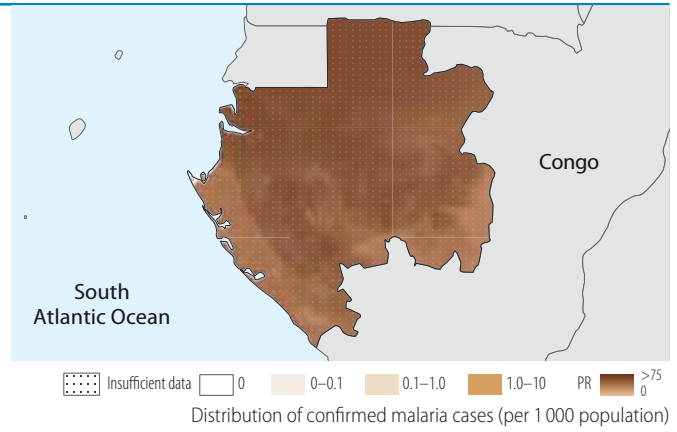 Congo
South
Atlantic Ocean
Insufficient data 0 0–0.1 0.1–1.0 1.0–10 PR >75
0
Distribution of confirmed malaria cases (per 1 000 population)